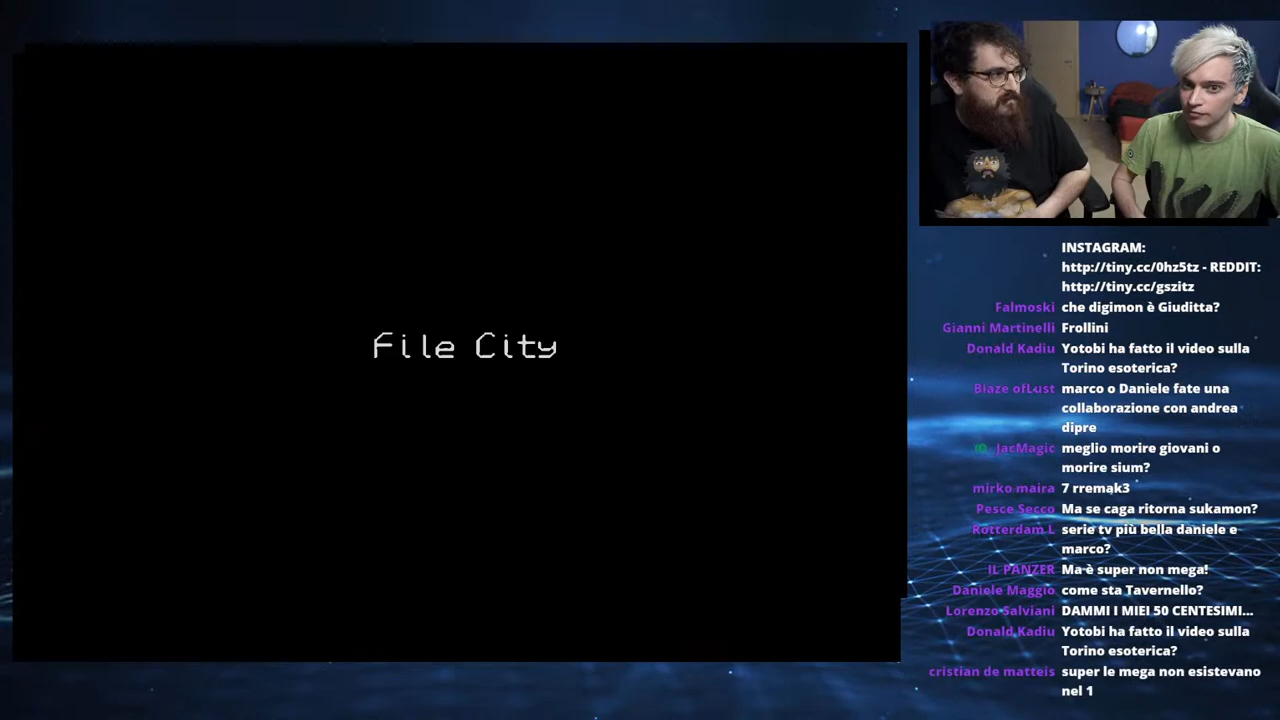 File City
INSTAGRAM:
http://tiny.cc/0hz5tz - REDDIT:
http://tiny.cc/gszitz
Falmoski che digimon è Giuditta?
Gianni Martinelli Frollini
Donald Kadiu Yotobi ha fatto il video sulla
Torino esoterica?
Blaze ofLust marco o Daniele fate una
collaborazione con andrea
dipre
JacMagic meglio morire giovani o
morire sium?
mirko maira 7 rremak3
Pesce Secco Ma se caga ritorna sukamon?
Rotterdam L serie tv più bella daniele e
marco?
IL PANZER Ma è super non mega!
Daniele Maggio come sta Tavernello?
Lorenzo Salviani DAMMI I MIEI 50 CENTESIMI...
Donald Kadiu Yotobi ha fatto il video sulla
Torino esoterica?
cristian de matteis super le mega non esistevano
nel 1